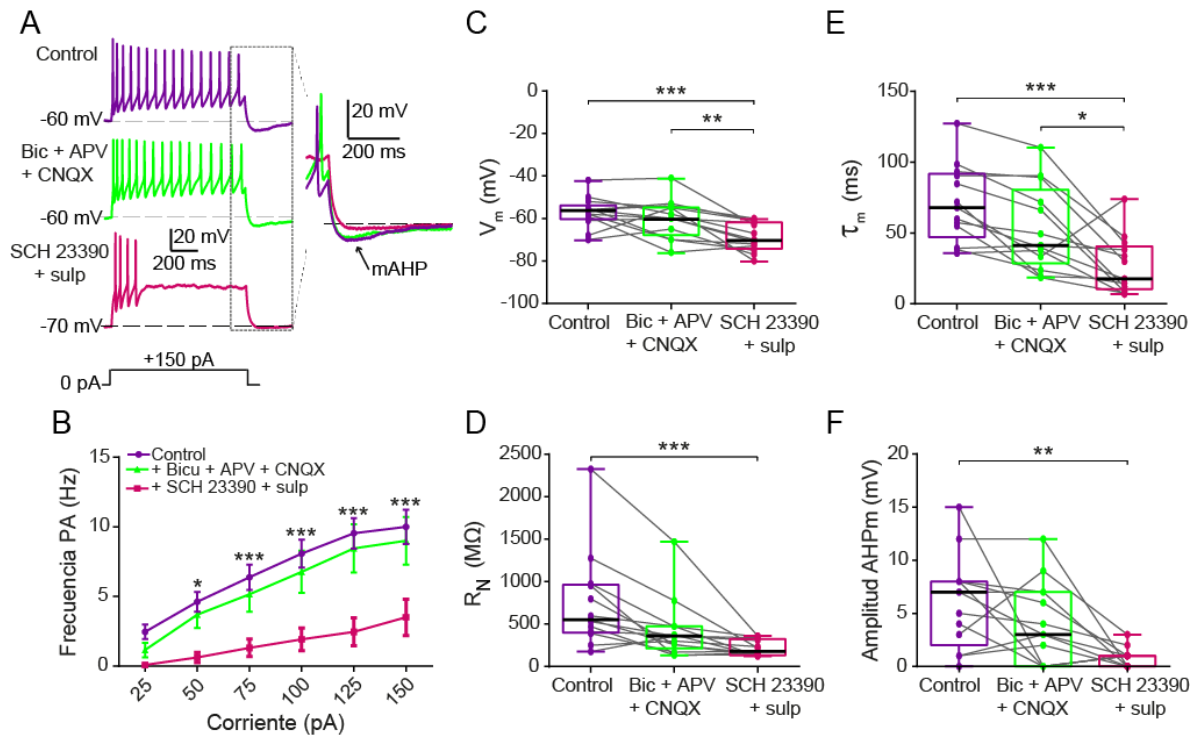 A
Control
-60 mV
Bic + APV
+ CNQX
-60 mV
SCH 23390
+ sulp
20 mV
200 ms
-70 mV
+150 pA
0 pA
20 mV
200 ms
mAHP
B
Control
+ Bicu + APV + CNQX
+ SCH 23390 + sulp
Frecuencia PA (Hz)
15
10
5
0
* *** *** *** ***
25 50 75 100 125 150
Corriente (pA)
C
Vm (mV)
0
-20
-40
-60
-80
-100
***
**
Control
Bic + APV
+ CNQX
SCH 23390
+ sulp
D
RN (MΩ)
2500
2000
1500
1000
500
0
***
Control
Bic + APV
+ CNQX
SCH 23390
+ sulp
E
τm (ms)
150
100
50
0
***
*
Control
Bic + APV
+ CNQX
SCH 23390
+ sulp
F
Amplitud AHPm (mV)
20
15
10
5
0
**
Control
Bic + APV
+ CNQX
SCH 23390
+ sulp